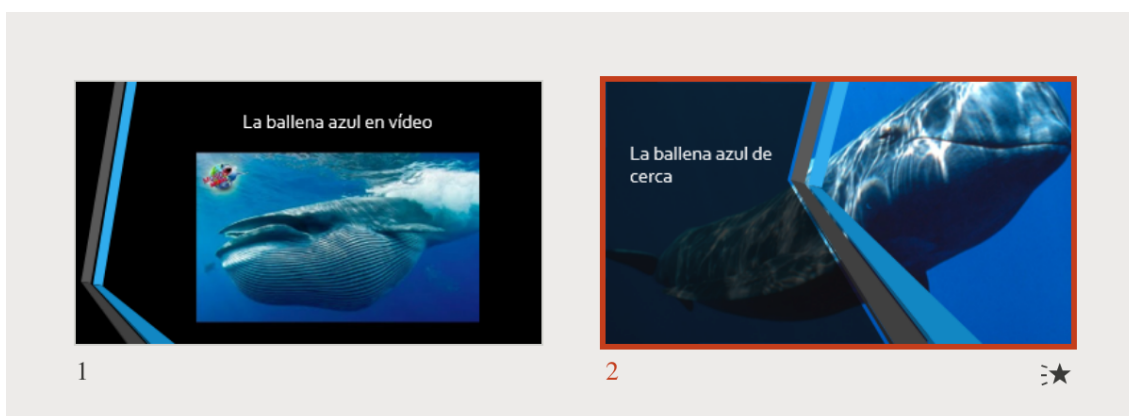 La ballena azul en vídeo
La ballena azul de
cerca
1
2